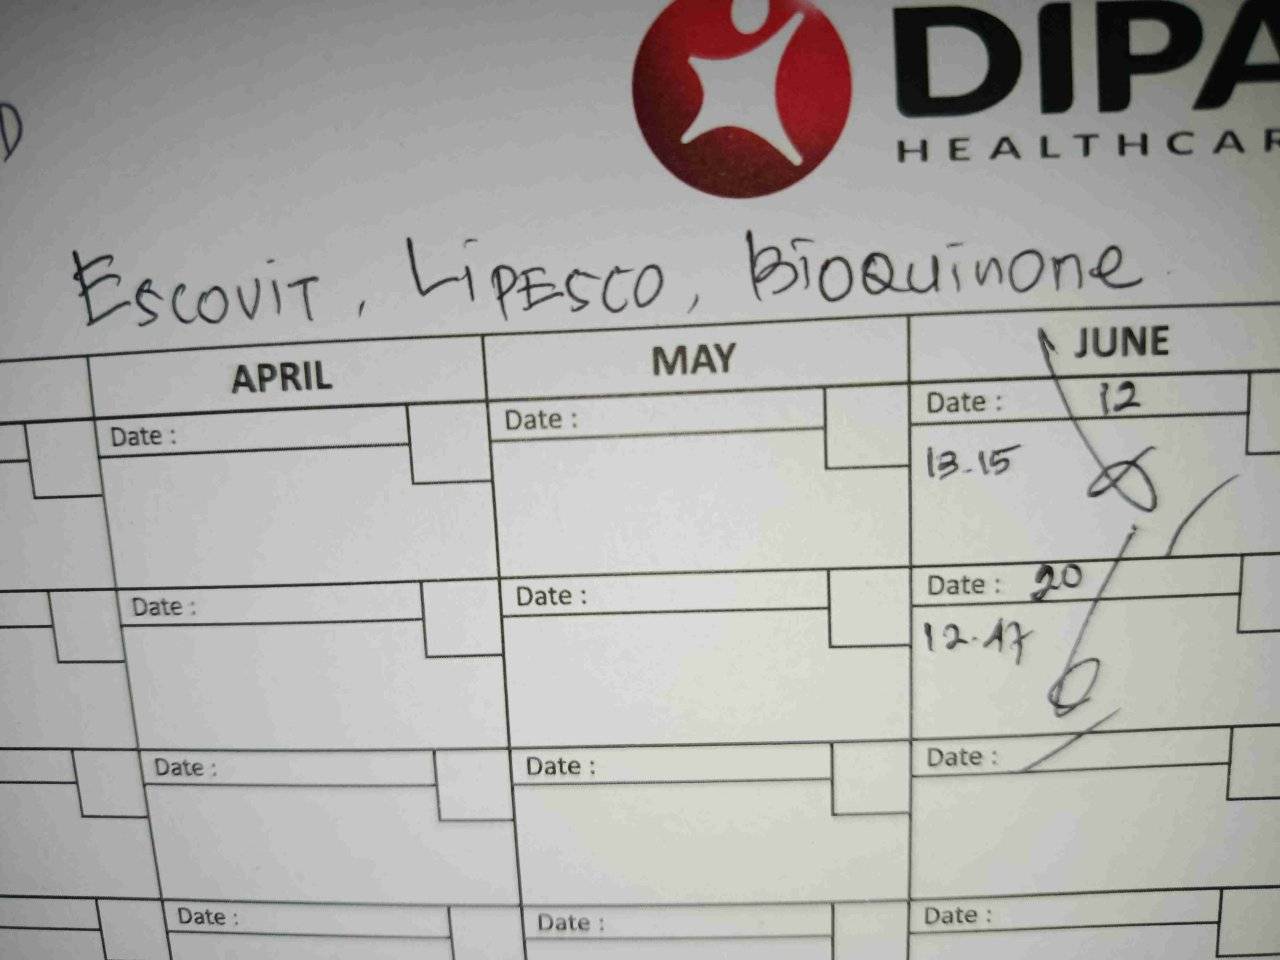 D
DIPA
HEALTHCAR
Escovit, Lipesco, Bioquinone
APRIL MAY JUNE
Date : Date : Date : 12
13.15
Date : Date : Date : 20
12.47
Date : Date : Date :
Date : Date : Date :